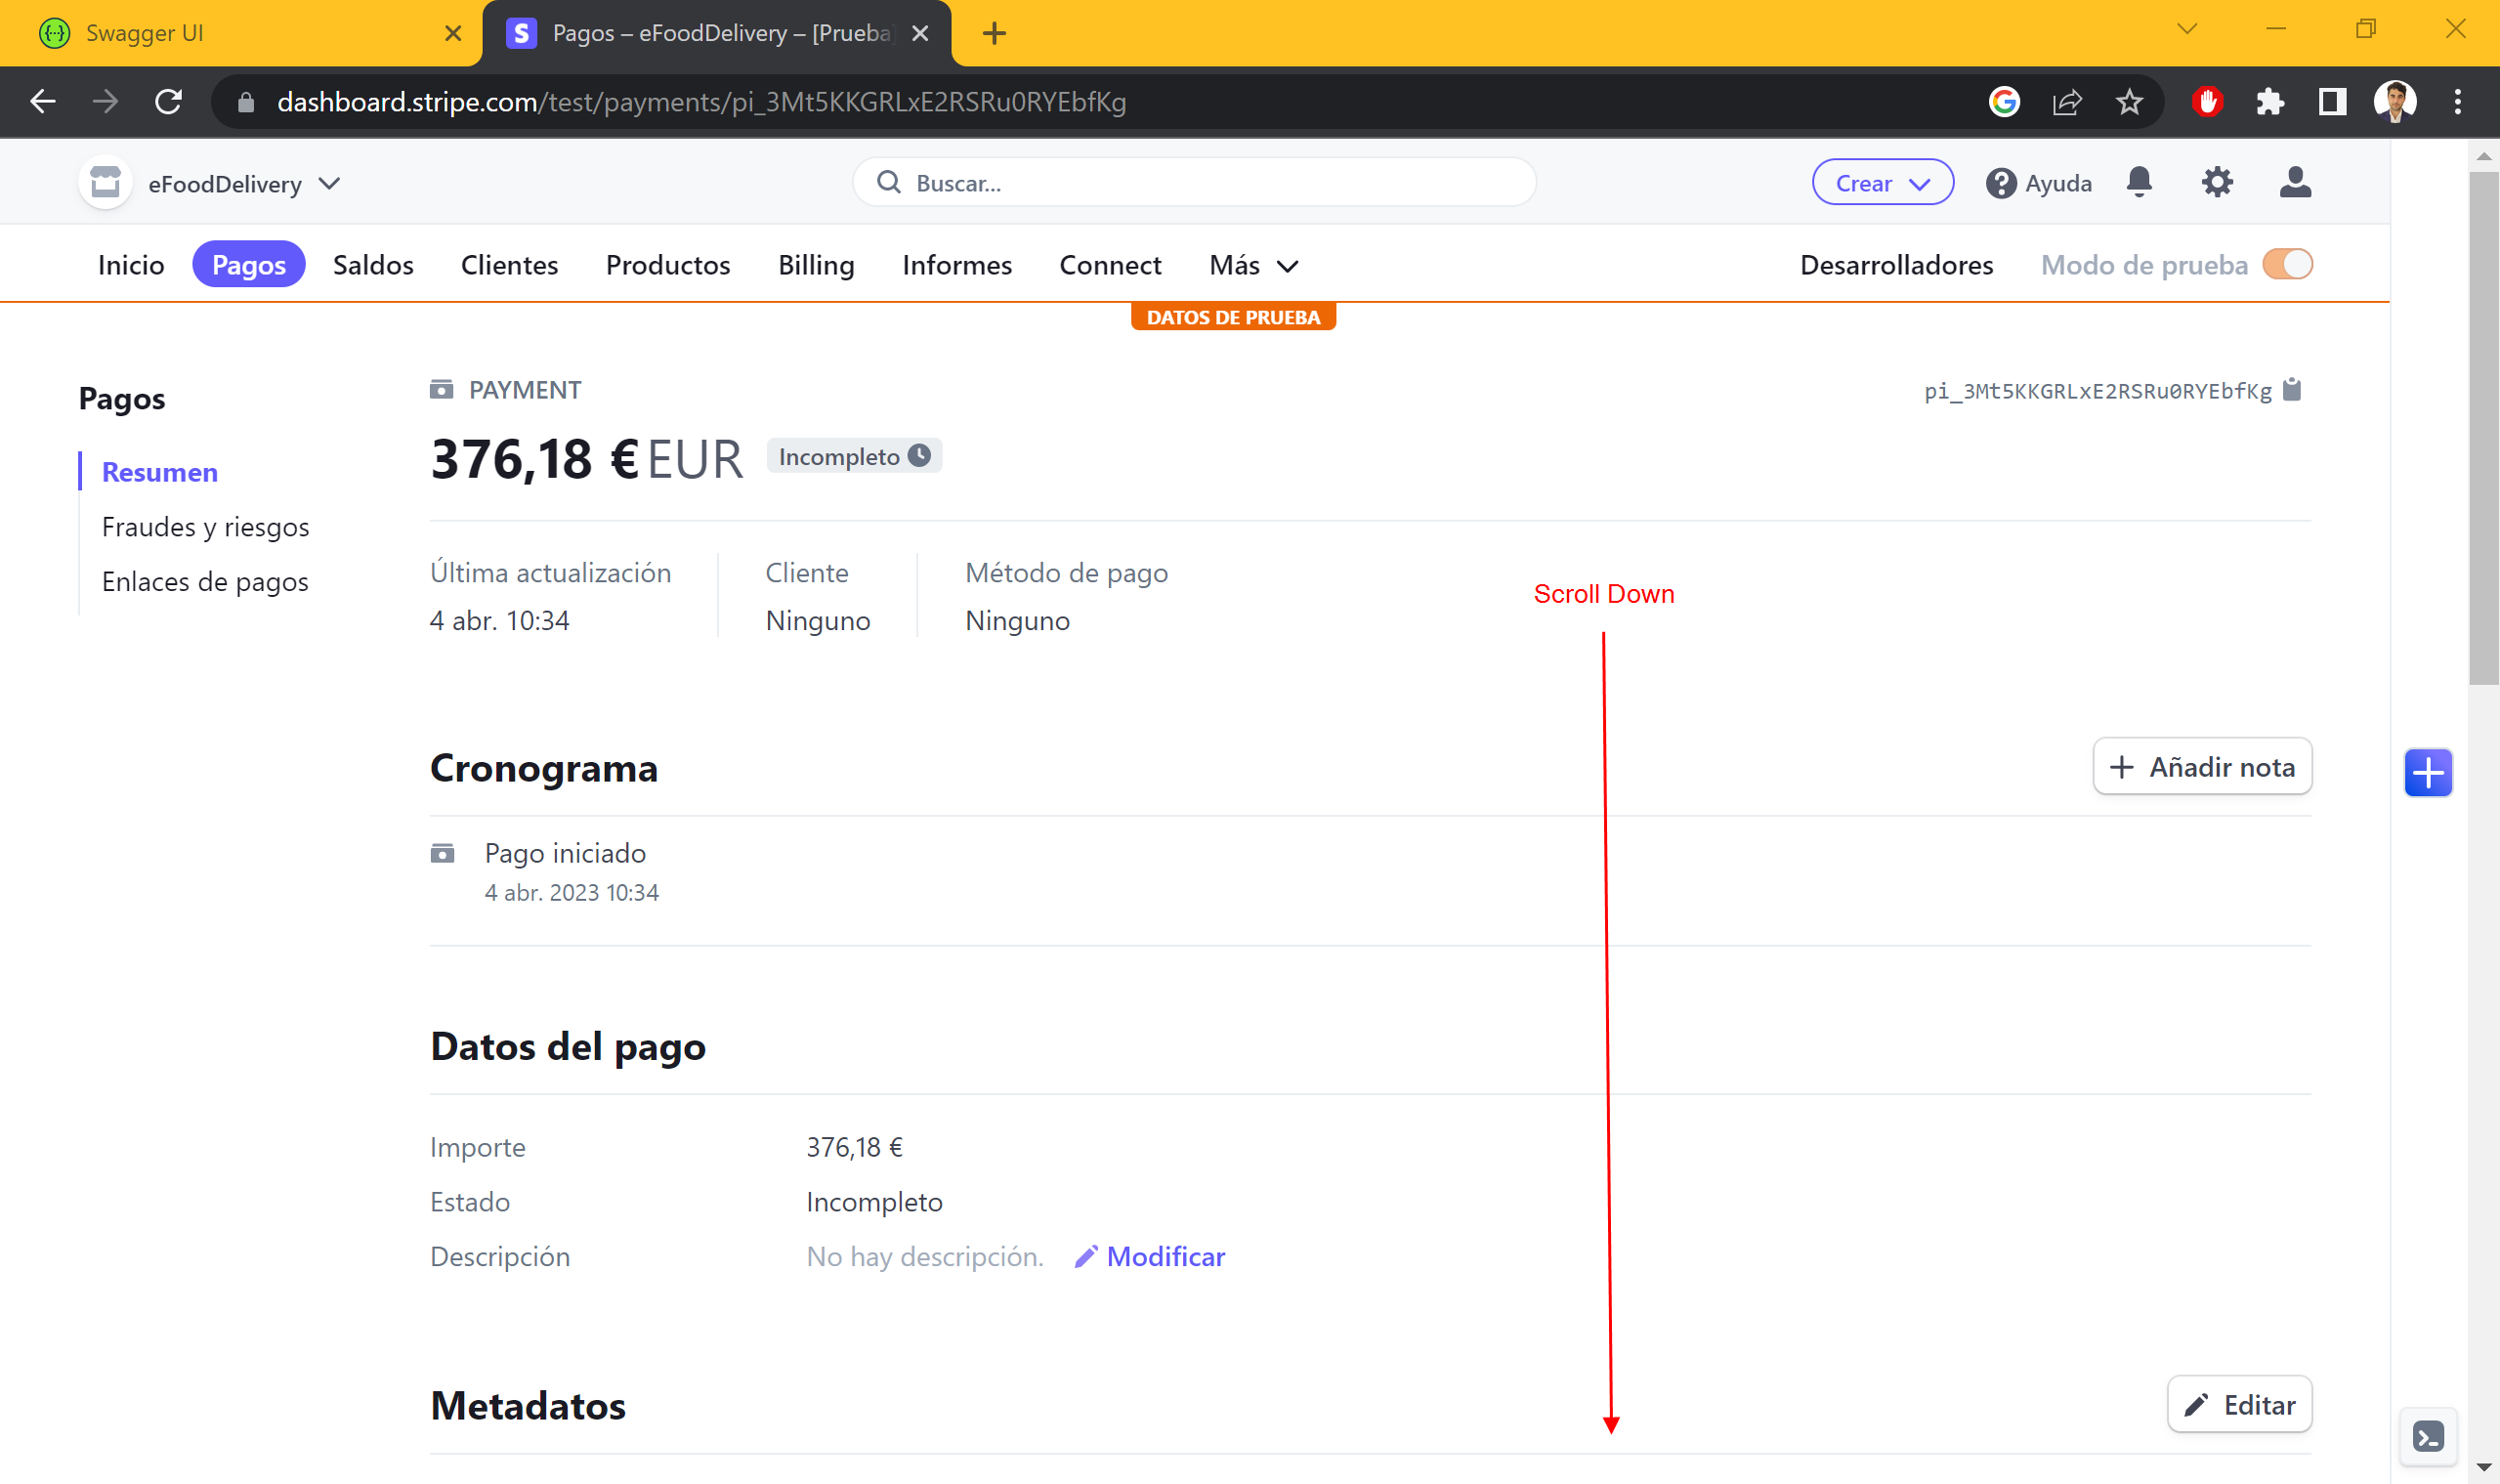 Swagger UI
Pagos – eFoodDelivery – [Prueba
dashboard.stripe.com/test/payments/pi_3Mt5KKGRLxE2RSRu0RYEbfKg
eFoodDelivery
Buscar...
Crear
Ayuda
Inicio
Pagos
Saldos
Clientes
Productos
Billing
Informes
Connect
Más
Desarrolladores
Modo de prueba
DATOS DE PRUEBA
Pagos
Resumen
Fraudes y riesgos
Enlaces de pagos
PAYMENT
pi_3Mt5KKGRLxE2RSRu0RYEbfKg
376,18 € EUR
Incompleto
Última actualización
4 abr. 10:34
Cliente
Ninguno
Método de pago
Ninguno
Scroll Down
Cronograma
Añadir nota
Pago iniciado
4 abr. 2023 10:34
Datos del pago
Importe
376,18 €
Estado
Incompleto
Descripción
No hay descripción.
Modificar
Metadatos
Editar